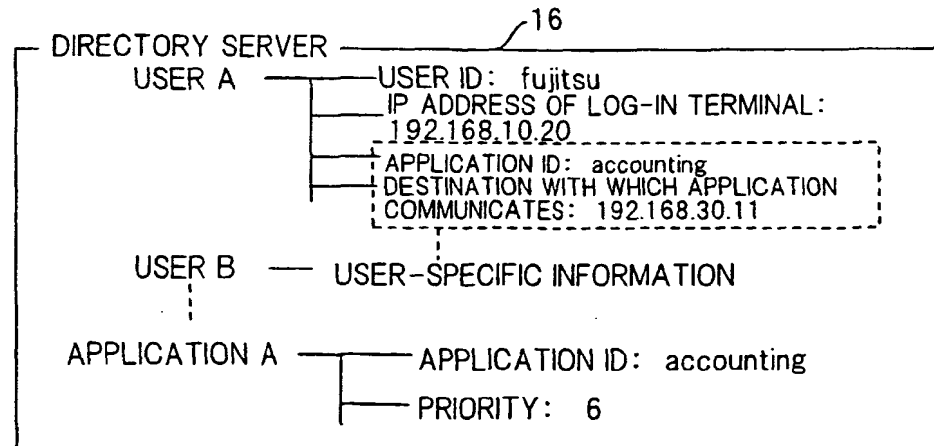 16
DIRECTORY SERVER
USER A
USER ID: fujitsu
IP ADDRESS OF LOG-IN TERMINAL:
192.168.10.20
APPLICATION ID: accounting
DESTINATION WITH WHICH APPLICATION
COMMUNICATES: 192.168.30.11
USER B
USER-SPECIFIC INFORMATION
APPLICATION A
APPLICATION ID: accounting
PRIORITY: 6